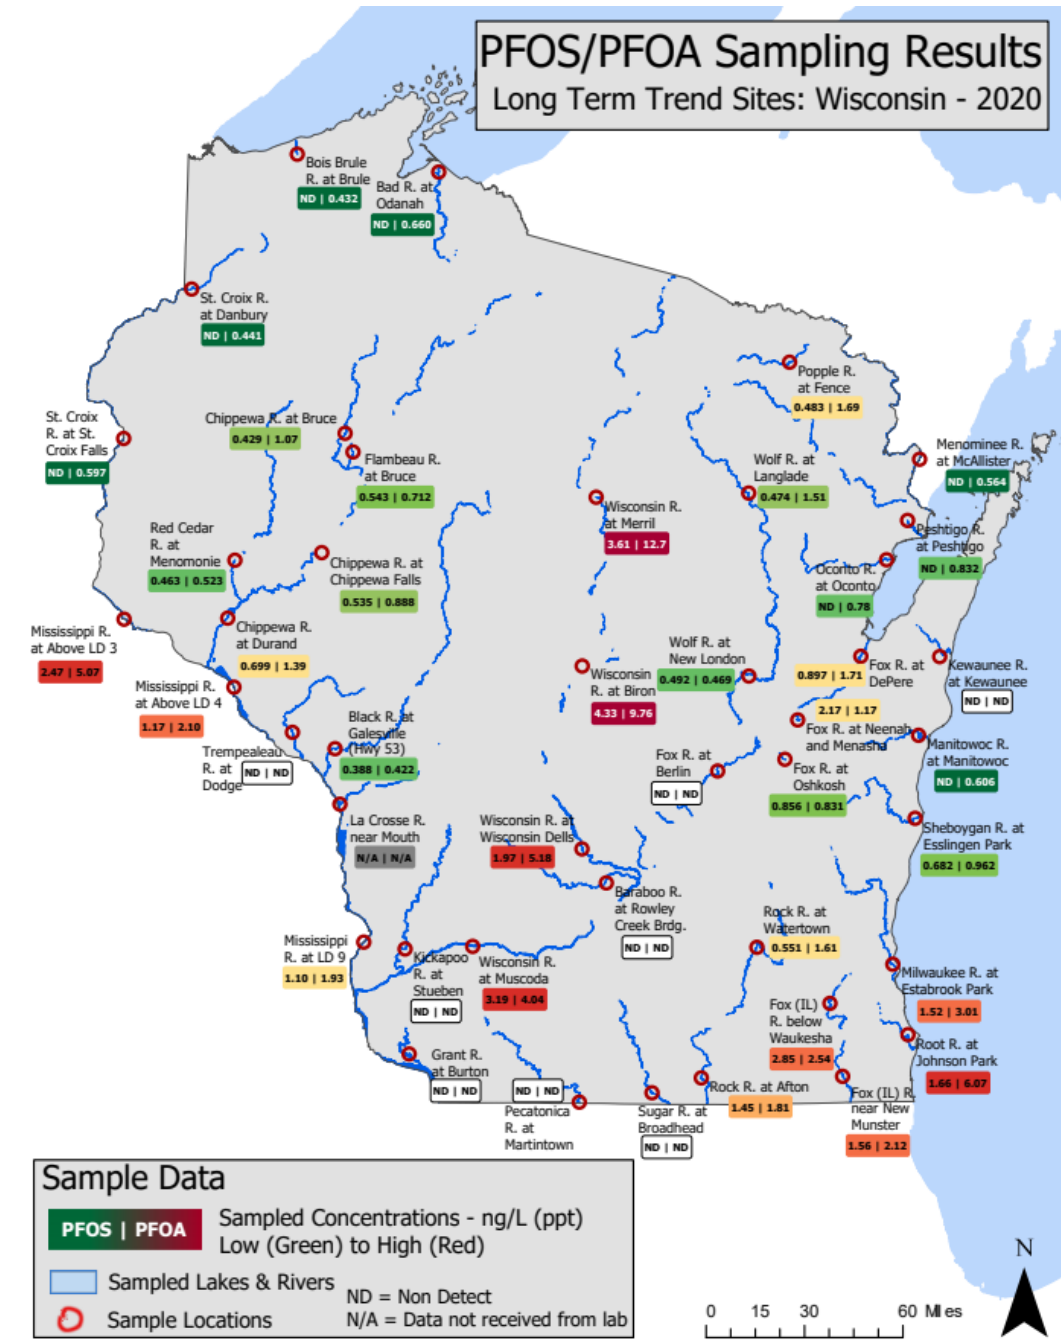 PFOS/PFOA Sampling Results
Long Term Trend Sites: Wisconsin - 2020
Bois Brule
R. at Brule
ND | 0.432
Bad R. at
Odanah
ND | 0.660
St. Croix R.
at Danbury
ND | 0.441
Popple R.
at Fence
0.483 | 1.69
St. Croix
R. at St.
Croix Falls
ND | 0.597
Chippewa R. at Bruce
0.429 | 1.07
Flambeau R.
at Bruce
0.543 | 0.712
Wolf R. at
Langlade
0.474 | 1.51
Menominee R.
at McAllister
ND | 0.564
Wisconsin R.
at Merril
3.61 | 12.7
Peshtigo R.
at Peshtigo
ND | 0.832
Red Cedar
R. at
Menomonie
0.463 | 0.523
Chippewa R. at
Chippewa Falls
0.535 | 0.888
Oconto R.
at Oconto
ND | 0.78
Mississippi R.
at Above LD 3
2.47 | 5.07
Chippewa R.
at Durand
0.699 | 1.39
Wolf R. at
New London
0.492 | 0.469
Wisconsin
R. at Biron
4.33 | 9.76
0.897 | 1.71
Fox R. at
DePere
Kewaunee R.
at Kewaunee
ND | ND
Mississippi R.
at Above LD 4
1.17 | 2.10
2.17 | 1.17
Fox R. at Neenah
and Menasha
Black R. at
Galesville
(Hwy 53)
0.388 | 0.422
Trempealeau
R. at
Dodge
ND | ND
Fox R. at
Berlin
ND | ND
Fox R. at
Oshkosh
0.856 | 0.831
Manitowoc R.
at Manitowoc
ND | 0.606
La Crosse R.
near Mouth
N/A | N/A
Wisconsin R. at
Wisconsin Dells
1.97 | 5.18
Sheboygan R. at
Esslingen Park
0.682 | 0.962
Baraboo R.
at Rowley
Creek Brdg.
ND | ND
Rock R. at
Watertown
0.551 | 1.61
Mississippi
R. at LD 9
1.10 | 1.93
Kickapoo
R. at
Stueben
ND | ND
Wisconsin R.
at Muscoda
3.19 | 4.04
Milwaukee R. at
Estabrook Park
1.52 | 3.01
Fox (IL)
R. below
Waukesha
2.85 | 2.54
Root R. at
Johnson Park
1.66 | 6.07
Grant R.
at Burton
ND | ND
ND | ND
Pecatonica
R. at
Martintown
Sugar R. at
Broadhead
ND | ND
Rock R. at Afton
1.45 | 1.81
Fox (IL) R.
near New
Munster
1.56 | 2.12
Sample Data
PFOS | PFOA
Sampled Concentrations - ng/L (ppt)
Low (Green) to High (Red)
Sampled Lakes & Rivers
Sample Locations
ND = Non Detect
N/A = Data not received from lab
N
0 15 30 60 Miles